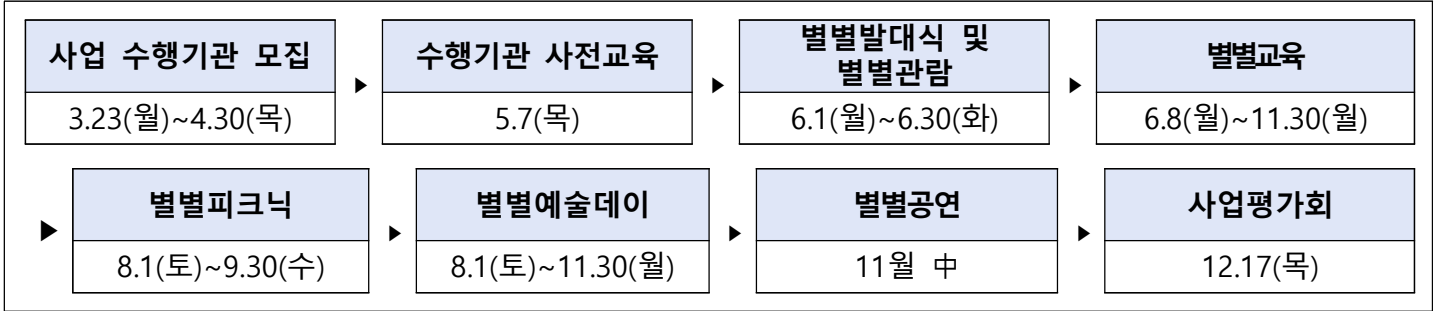 사업 수행기관 모집
3.23(월)~4.30(목)
▶
수행기관 사전교육
5.7(목)
▶
별별발대식 및
별별관람
6.1(월)~6.30(화)
▶
별별교육
6.8(월)~11.30(월)
▶
별별피크닉
8.1(토)~9.30(수)
▶
별별예술데이
8.1(토)~11.30(월)
▶
별별공연
11월 中
▶
사업평가회
12.17(목)